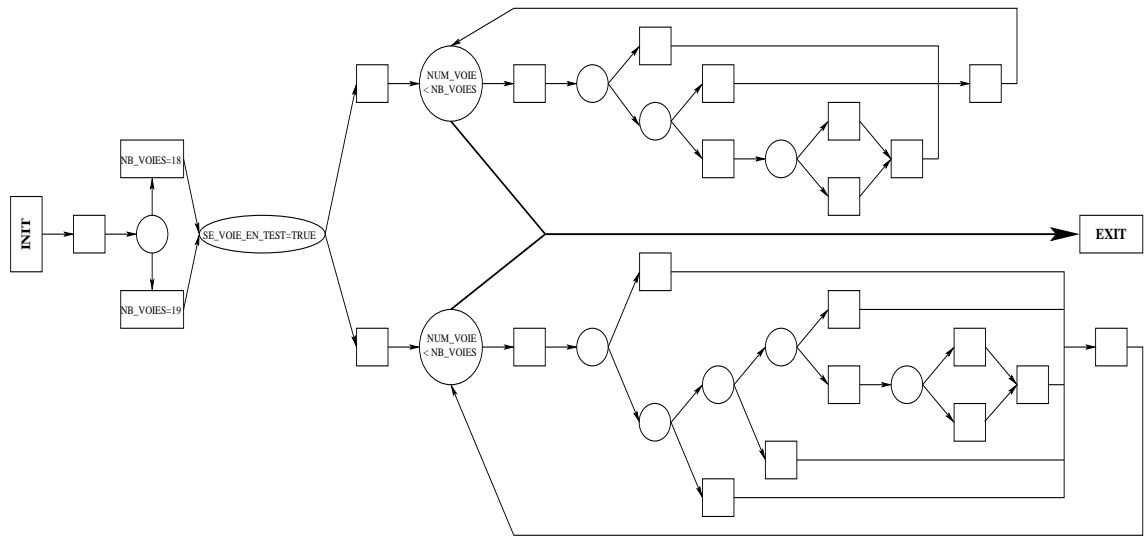 NUM_VOIE
< NB_VOIES
NB_VOIES=18
INIT
SE_VOIE_EN_TEST=TRUE
EXIT
NB_VOIES=19
NUM_VOIE
< NB_VOIES